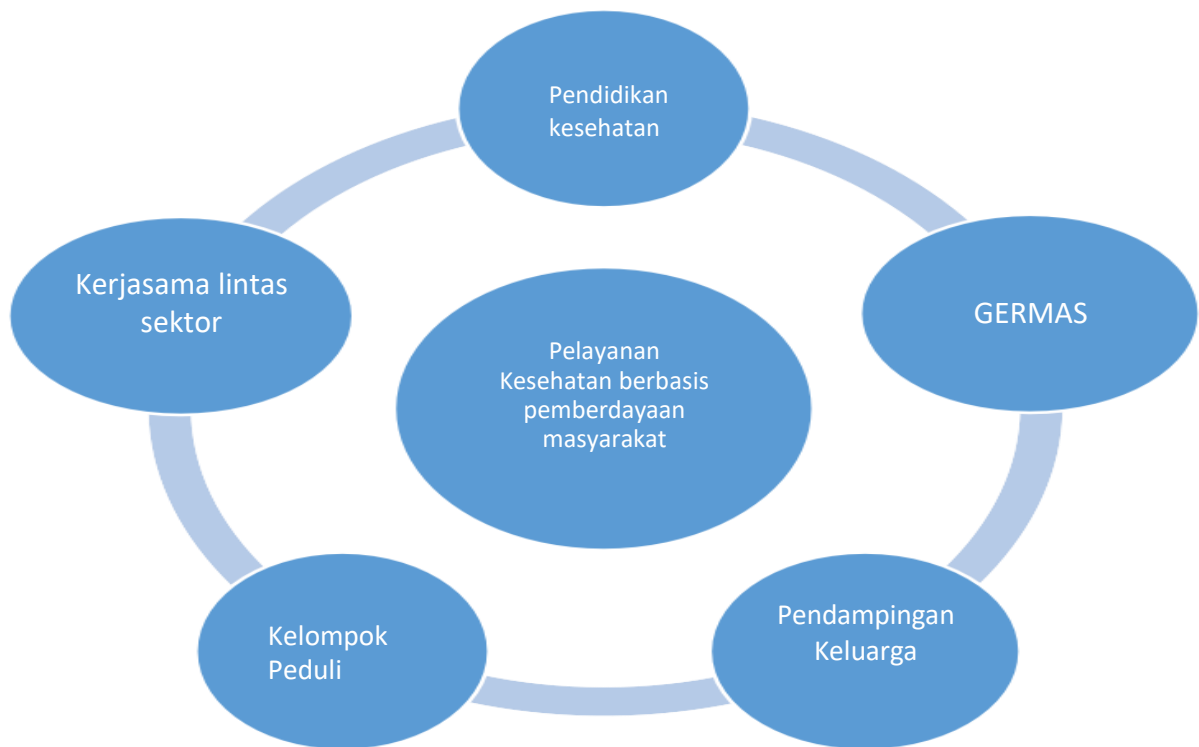 Pendidikan
kesehatan
GERMAS
Pendampingan
Keluarga
Kelompok
Peduli
Kerjasama lintas
sektor
Pelayanan
Kesehatan berbasis
pemberdayaan
masyarakat